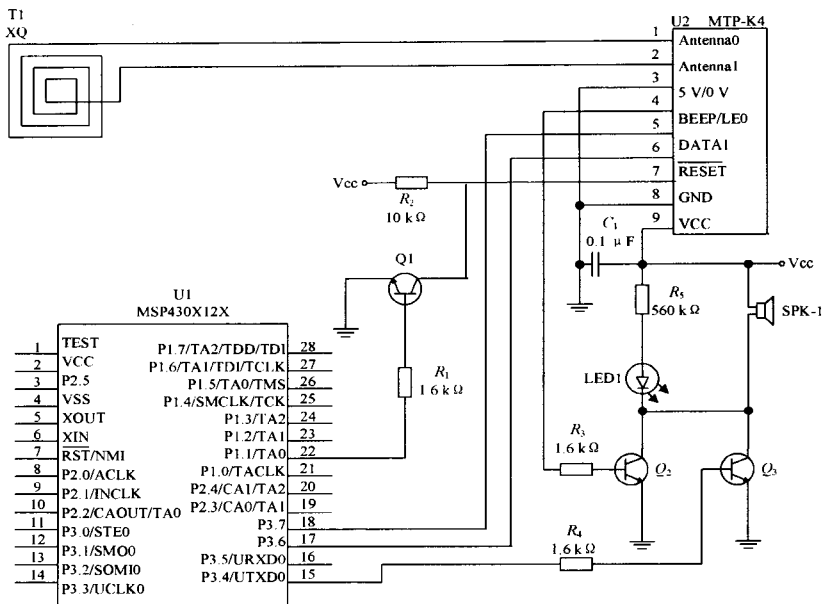 T1
XQ
U2 MTP-K4
1 Antenna0
2 Antenna1
3 5 V/0 V
4 BEEP/LE0
5 DATA1
6 RESET
7 GND
8 VCC
9
Vcc
R2
10 kΩ
C1
0.1 μF
Vcc
Q1
R5
560 kΩ
SPK-1
U1
MSP430X12X
R1
1.6 kΩ
LED1
R3
1.6 kΩ
Q2
Q3
R4
1.6 kΩ
1 TEST
2 VCC
3 P2.5
4 VSS
5 XOUT
6 XIN
7 RST/NMI
8 P2.0/ACLK
9 P2.1/INCLK
10 P2.2/CAOUT/TA0
11 P3.0/STE0
12 P3.1/SMO0
13 P3.2/SOMI0
14 P3.3/UCLK0
P1.7/TA2/TDD/TDI 28
P1.6/TA1/TDI/TCLK 27
P1.5/TA0/TMS 26
P1.4/SMCLK/TCK 25
P1.3/TA2 24
P1.2/TA1 23
P1.1/TA0 22
P1.0/TACLK 21
P2.4/CA1/TA2 20
P2.3/CA0/TA1 19
P3.7 18
P3.6 17
P3.5/URXD0 16
P3.4/UTXD0 15